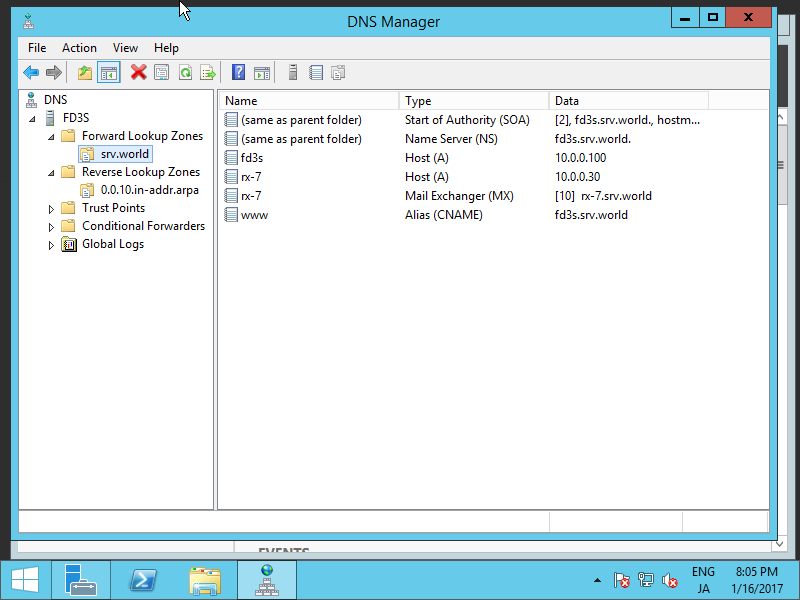 DNS Manager
File Action View Help
DNS
FD3S
Forward Lookup Zones
srv.world
Reverse Lookup Zones
0.0.10.in-addr.arpa
Trust Points
Conditional Forwarders
Global Logs
Name Type Data
(same as parent folder) Start of Authority (SOA) [2], fd3s.srv.world., hostm...
(same as parent folder) Name Server (NS) fd3s.srv.world.
fd3s Host (A) 10.0.0.100
rx-7 Host (A) 10.0.0.30
rx-7 Mail Exchanger (MX) [10] rx-7.srv.world
www Alias (CNAME) fd3s.srv.world
EVENTS
ENG 8:05 PM
JA 1/16/2017